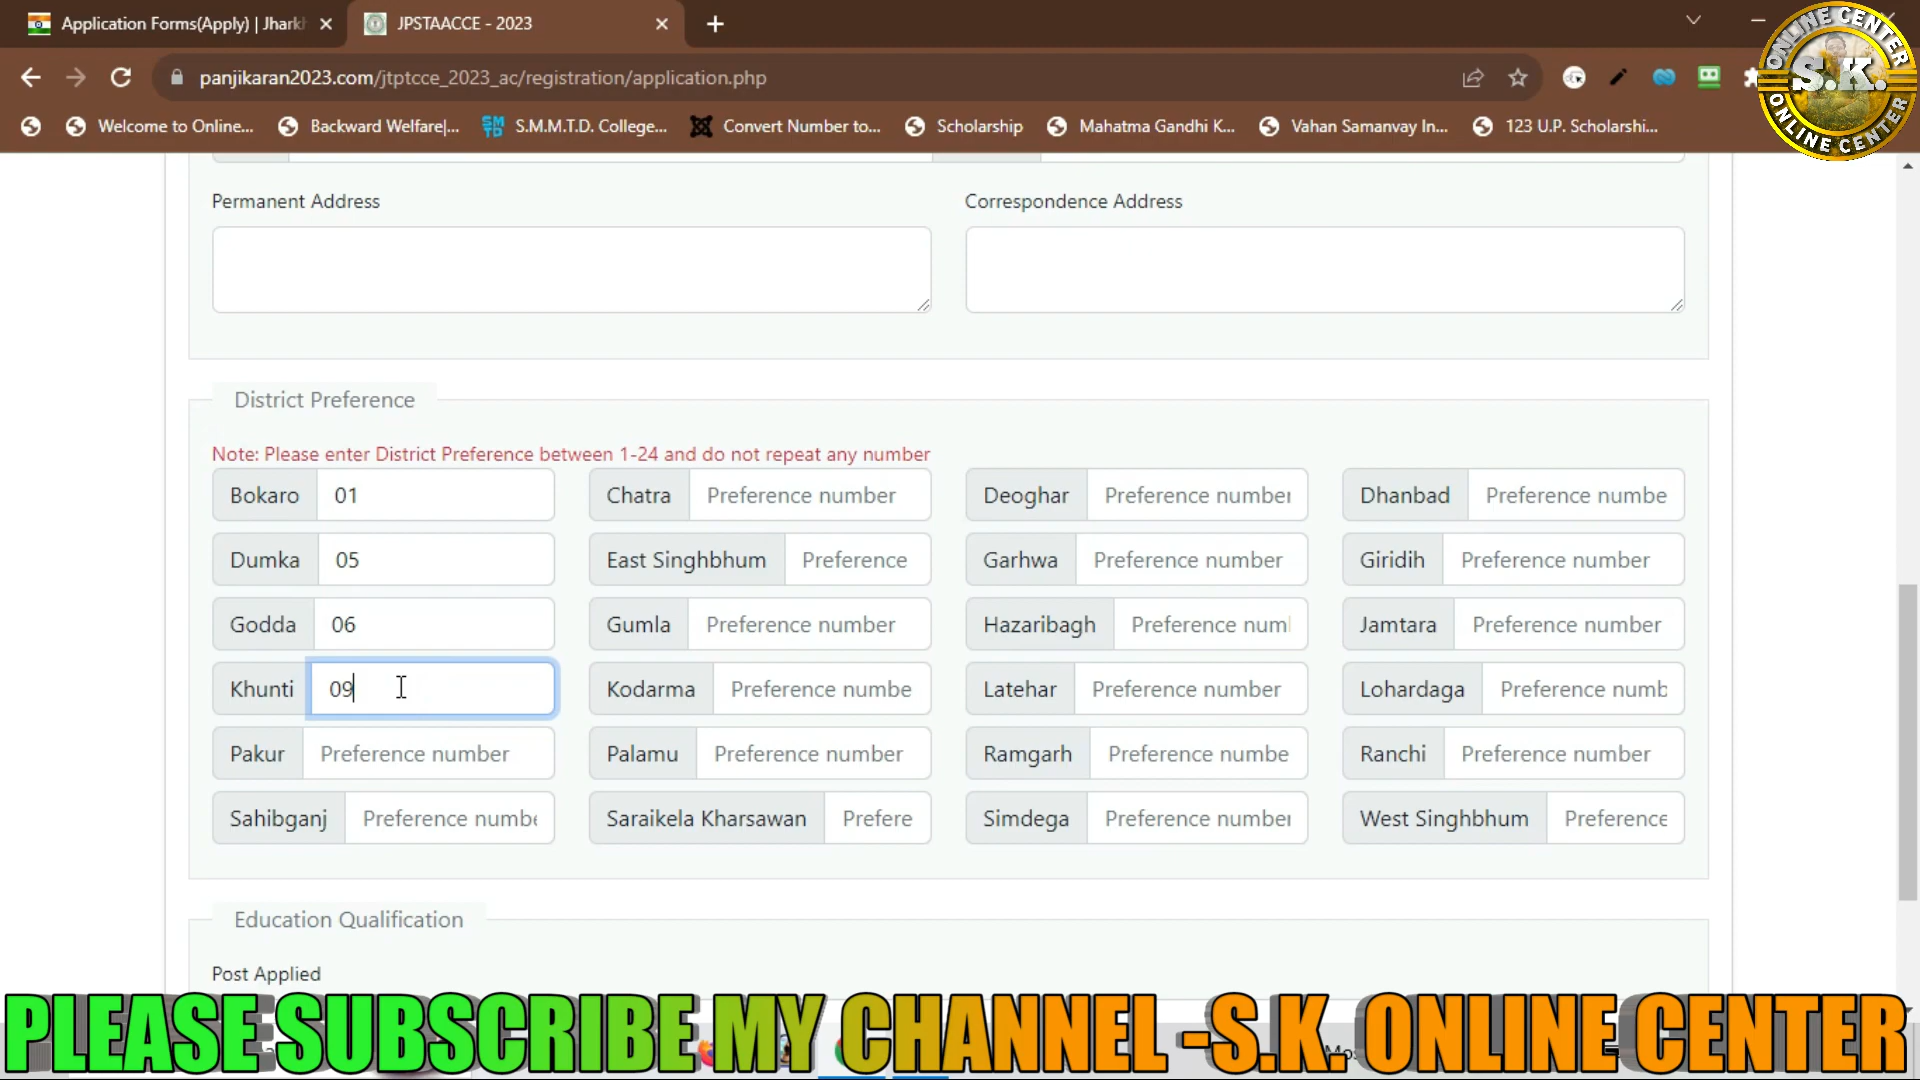 Application Forms(Apply) | Jhark
JPSTAACCE - 2023
panjikaran2023.com/jtptcce_2023_ac/registration/application.php
Welcome to Online...
Backward Welfare|...
S.M.M.T.D. College...
Convert Number to...
Scholarship
Mahatma Gandhi K...
Vahan Samanvay In...
123 U.P. Scholarshi...
ONLINE CENTER
S.K.
ONLINE CENTER
Permanent Address
Correspondence Address
District Preference
Note: Please enter District Preference between 1-24 and do not repeat any number
Bokaro 01 Chatra Preference number Deoghar Preference number Dhanbad Preference numbe
Dumka 05 East Singhbhum Preference Garhwa Preference number Giridih Preference number
Godda 06 Gumla Preference number Hazaribagh Preference num Jamtara Preference number
Khunti 09 Kodarma Preference numbe Latehar Preference number Lohardaga Preference numb
Pakur Preference number Palamu Preference number Ramgarh Preference numbe Ranchi Preference number
Sahibganj Preference numbe Saraikela Kharsawan Prefere Simdega Preference number West Singhbhum Preference
Education Qualification
Post Applied
PLEASE SUBSCRIBE MY CHANNEL -S.K. ONLINE CENTER